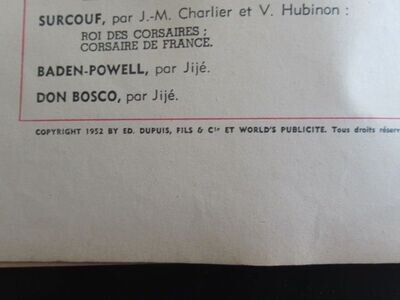 SURCOUF, par J.-M. Charlier et V. Hubinon :
ROI DES CORSAIRES ;
CORSAIRE DE FRANCE.
BADEN-POWELL, par Jijé.
DON BOSCO, par Jijé.
COPYRIGHT 1952 BY ED. DUPUIS, FILS & Cie ET WORLD'S PUBLICITE. Tous droits